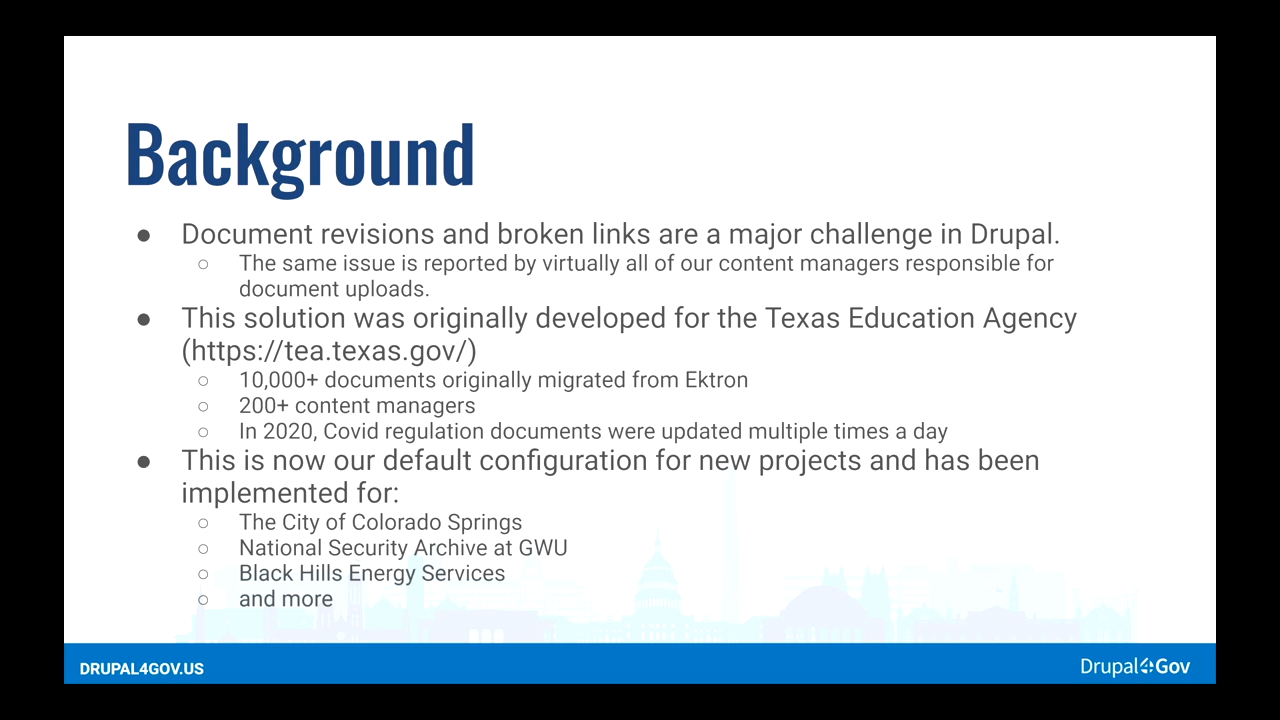 Background
● Document revisions and broken links are a major challenge in Drupal.
○ The same issue is reported by virtually all of our content managers responsible for
document uploads.
● This solution was originally developed for the Texas Education Agency
(https://tea.texas.gov/)
○ 10,000+ documents originally migrated from Ektron
○ 200+ content managers
○ In 2020, Covid regulation documents were updated multiple times a day
● This is now our default configuration for new projects and has been
implemented for:
○ The City of Colorado Springs
○ National Security Archive at GWU
○ Black Hills Energy Services
○ and more
DRUPAL4GOV.US
Drupal4Gov